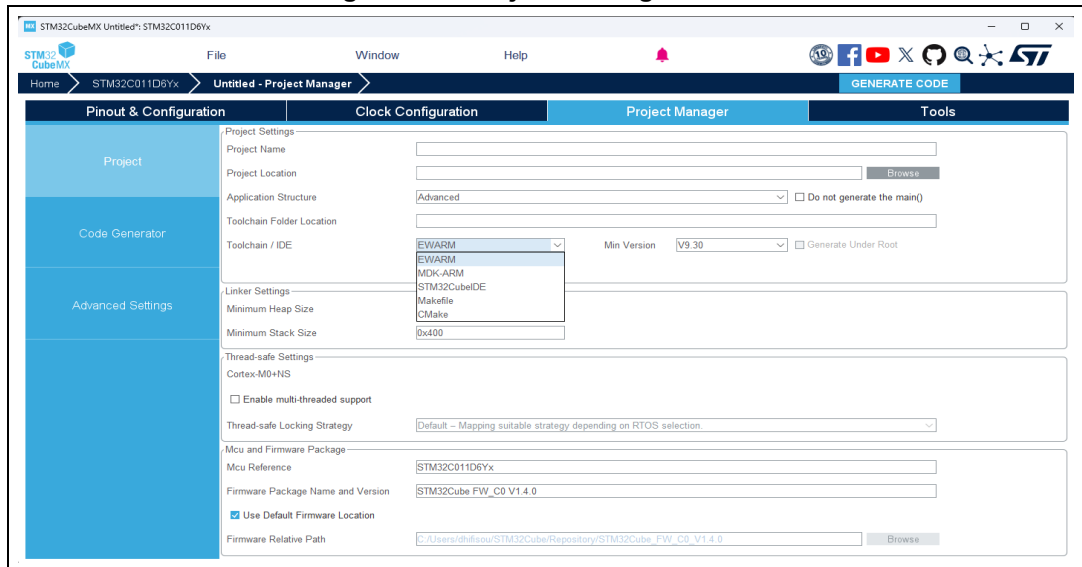 MX STM32CubeMX Untitled*: STM32C011D6Yx
STM32 CubeMX File Window Help 10 ST
Home STM32C011D6Yx Untitled - Project Manager GENERATE CODE
Pinout & Configuration Clock Configuration Project Manager Tools
Project
Code Generator
Advanced Settings
Project Settings
Project Name
Project Location Browse
Application Structure Advanced Do not generate the main()
Toolchain Folder Location
Toolchain / IDE EWARM Min Version V9.30 Generate Under Root
EWARM
MDK-ARM
STM32CubeIDE
Makefile
CMake
Linker Settings
Minimum Heap Size
Minimum Stack Size 0x400
Thread-safe Settings
Cortex-M0+NS
Enable multi-threaded support
Thread-safe Locking Strategy Default – Mapping suitable strategy depending on RTOS selection.
Mcu and Firmware Package
Mcu Reference STM32C011D6Yx
Firmware Package Name and Version STM32Cube FW_C0 V1.4.0
Use Default Firmware Location
Firmware Relative Path C:/Users/dhifisou/STM32Cube/Repository/STM32Cube_FW_C0_V1.4.0 Browse